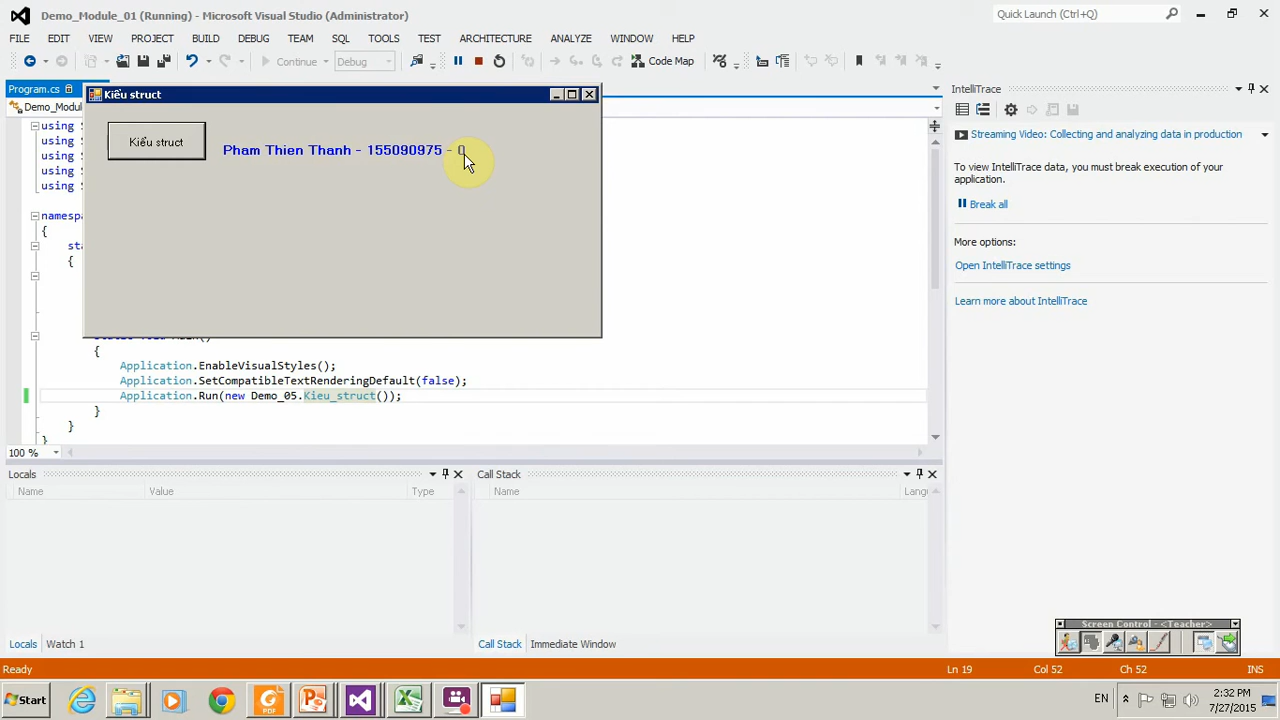 Demo_Module_01 (Running) - Microsoft Visual Studio (Administrator)
Quick Launch (Ctrl+Q)
FILE EDIT VIEW PROJECT BUILD DEBUG TEAM SQL TOOLS TEST ARCHITECTURE ANALYZE WINDOW HELP
Continue Debug Code Map
Program.cs
Kiểu struct
IntelliTrace
Demo_Modul
Kiểu struct
Pham Thien Thanh - 155090975 - 0
Streaming Video: Collecting and analyzing data in production
using S
using S
using S
using S
using S
To view IntelliTrace data, you must break execution of your
application.
Break all
namesp
{
sta
{
More options:
Open IntelliTrace settings
Learn more about IntelliTrace
{
Application.EnableVisualStyles();
Application.SetCompatibleTextRenderingDefault(false);
Application.Run(new Demo_05.Kieu_struct());
}
}
}
100 %
Locals
Call Stack
Name Value Type
Name Langu
Locals Watch 1
Call Stack Immediate Window
Screen Control - <Teacher>
Ready
Ln 19 Col 52 Ch 52 INS
Start
EN
2:32 PM
7/27/2015